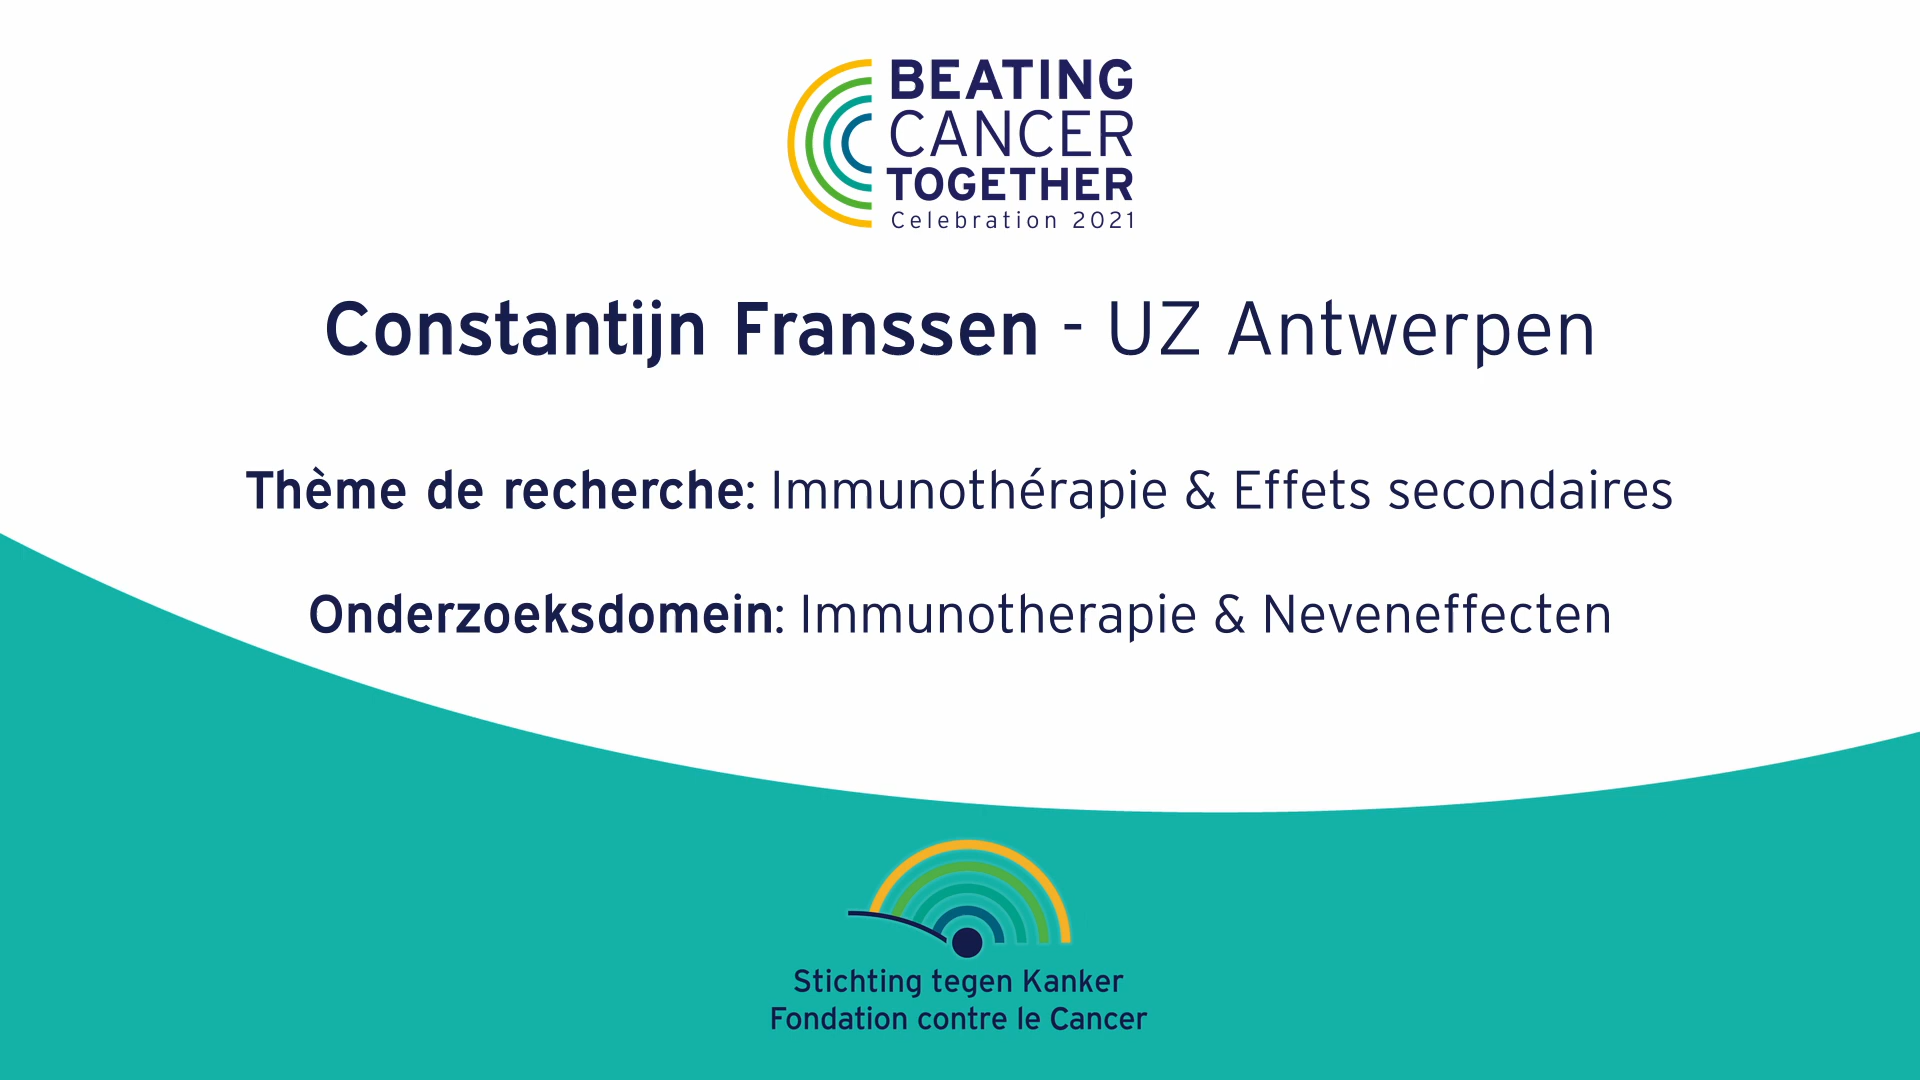 BEATING
CANCER
TOGETHER
Celebration 2021
Constantijn Franssen - UZ Antwerpen
Thème de recherche: Immunothérapie & Effets secondaires
Onderzoeksdomein: Immunotherapie & Neveneffecten
Stichting tegen Kanker
Fondation contre le Cancer